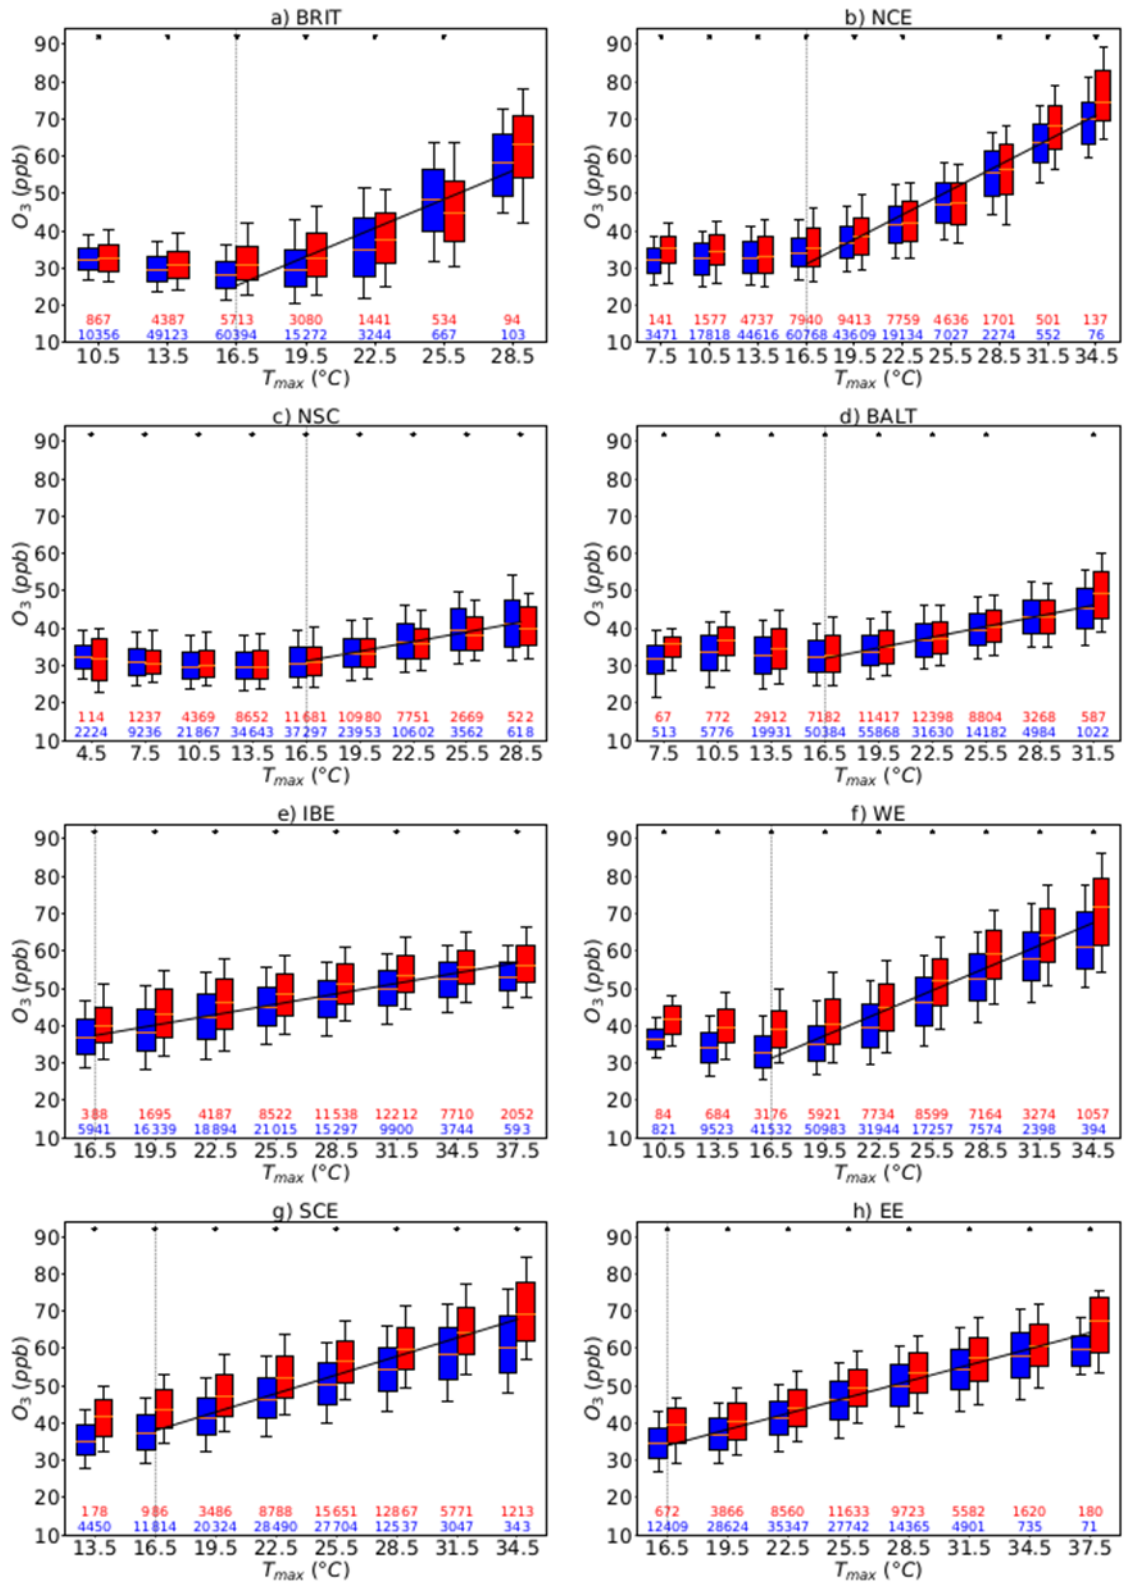 a) BRIT
90
80
70
60
50
40
30
20
10
O3 (ppb)
867 4387 5713 3080 1441 534 94
10356 49123 60394 15272 3244 667 103
10.5 13.5 16.5 19.5 22.5 25.5 28.5
Tmax (°C)
b) NCE
90
80
70
60
50
40
30
20
10
O3 (ppb)
141 1577 4737 7940 9413 7759 4636 1701 501 137
3471 17818 44616 60768 43609 19134 7027 2274 552 76
7.5 10.5 13.5 16.5 19.5 22.5 25.5 28.5 31.5 34.5
Tmax (°C)
c) NSC
90
80
70
60
50
40
30
20
10
O3 (ppb)
114 1237 4369 8652 11681 10980 7751 2669 522
2224 9236 21867 34643 37297 23953 10602 3562 618
4.5 7.5 10.5 13.5 16.5 19.5 22.5 25.5 28.5
Tmax (°C)
d) BALT
90
80
70
60
50
40
30
20
10
O3 (ppb)
67 772 2912 7182 11417 12398 8804 3268 587
513 5776 19931 50384 55868 31630 14182 4984 1022
7.5 10.5 13.5 16.5 19.5 22.5 25.5 28.5 31.5
Tmax (°C)
e) IBE
90
80
70
60
50
40
30
20
10
O3 (ppb)
388 1695 4187 8522 11538 12212 7710 2052
5941 16339 18894 21015 15297 9900 3744 593
16.5 19.5 22.5 25.5 28.5 31.5 34.5 37.5
Tmax (°C)
f) WE
90
80
70
60
50
40
30
20
10
O3 (ppb)
84 684 3176 5921 7734 8599 7164 3274 1057
821 9523 41532 50983 31944 17257 7574 2398 394
10.5 13.5 16.5 19.5 22.5 25.5 28.5 31.5 34.5
Tmax (°C)
g) SCE
90
80
70
60
50
40
30
20
10
O3 (ppb)
178 986 3486 8788 15651 12867 5771 1213
4450 11814 20324 28490 27704 12537 3047 343
13.5 16.5 19.5 22.5 25.5 28.5 31.5 34.5
Tmax (°C)
h) EE
90
80
70
60
50
40
30
20
10
O3 (ppb)
672 3866 8560 11633 9723 5582 1620 180
12409 28624 35347 27742 14365 4901 735 71
16.5 19.5 22.5 25.5 28.5 31.5 34.5 37.5
Tmax (°C)